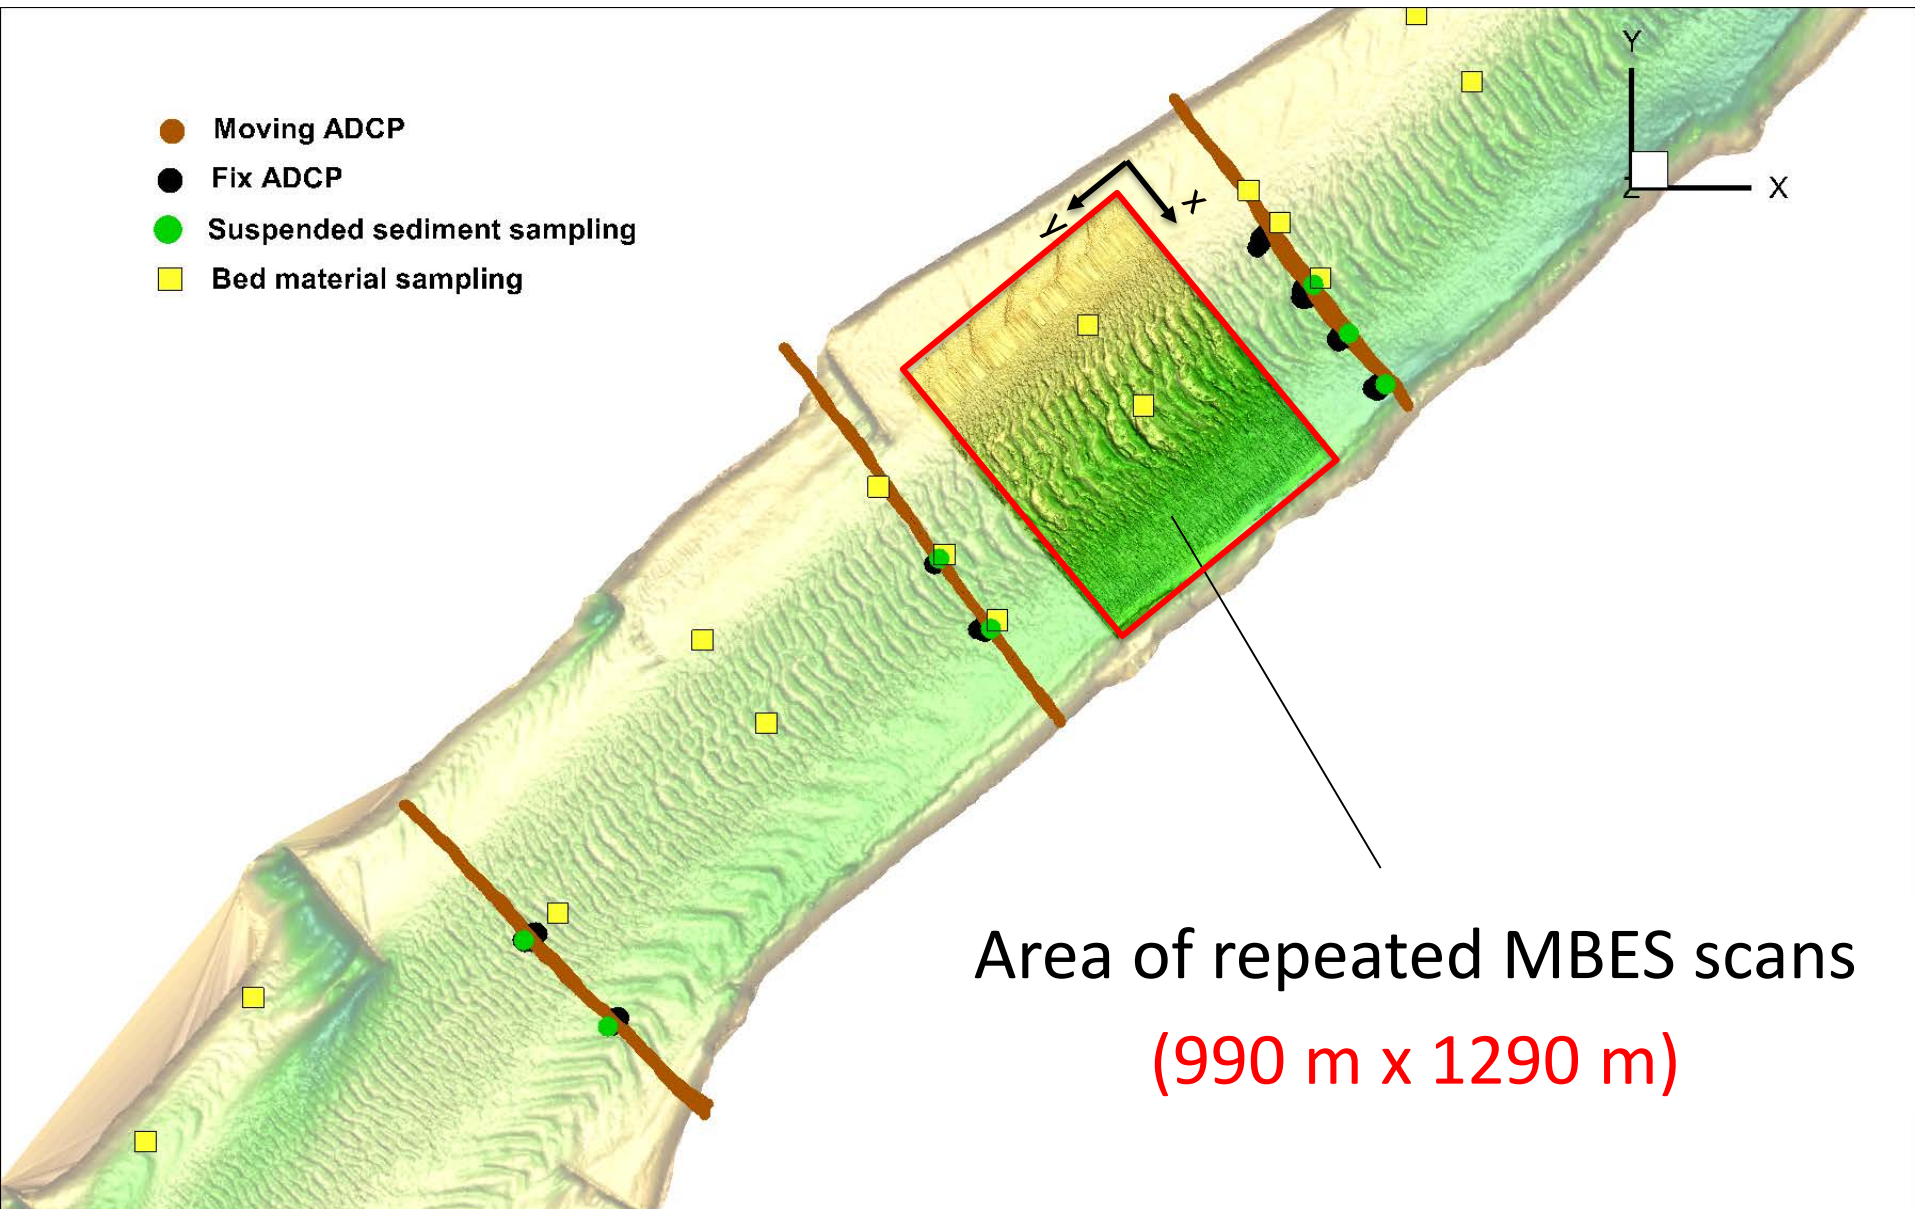 Moving ADCP
Fix ADCP
Suspended sediment sampling
Bed material sampling
Y
Z
X
y
x
Area of repeated MBES scans
(990 m x 1290 m)